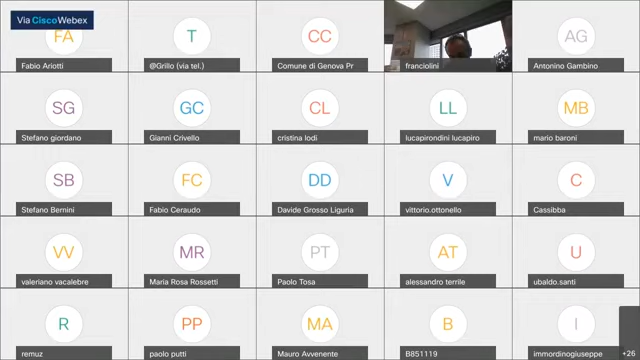 Via CiscoWebex
FA
T
CC
AG
Fabio Ariotti
@Grillo (via tel.)
Comune di Genova Pr
franciolini
Antonino Gambino
SG
GC
CL
LL
MB
Stefano giordano
Gianni Crivello
cristina lodi
lucapirondini lucapiro
mario baroni
SB
FC
DD
V
C
Stefano Bernini
Fabio Ceraudo
Davide Grosso Liguria
vittorio.ottonello
Cassibba
VV
MR
PT
AT
U
valeriano vacalebre
Maria Rosa Rossetti
Paolo Tosa
alessandro terrile
ubaldo.santi
R
PP
MA
B
I
remuz
paolo putti
Mauro Avvenente
B851119
immordinogiuseppe
+26